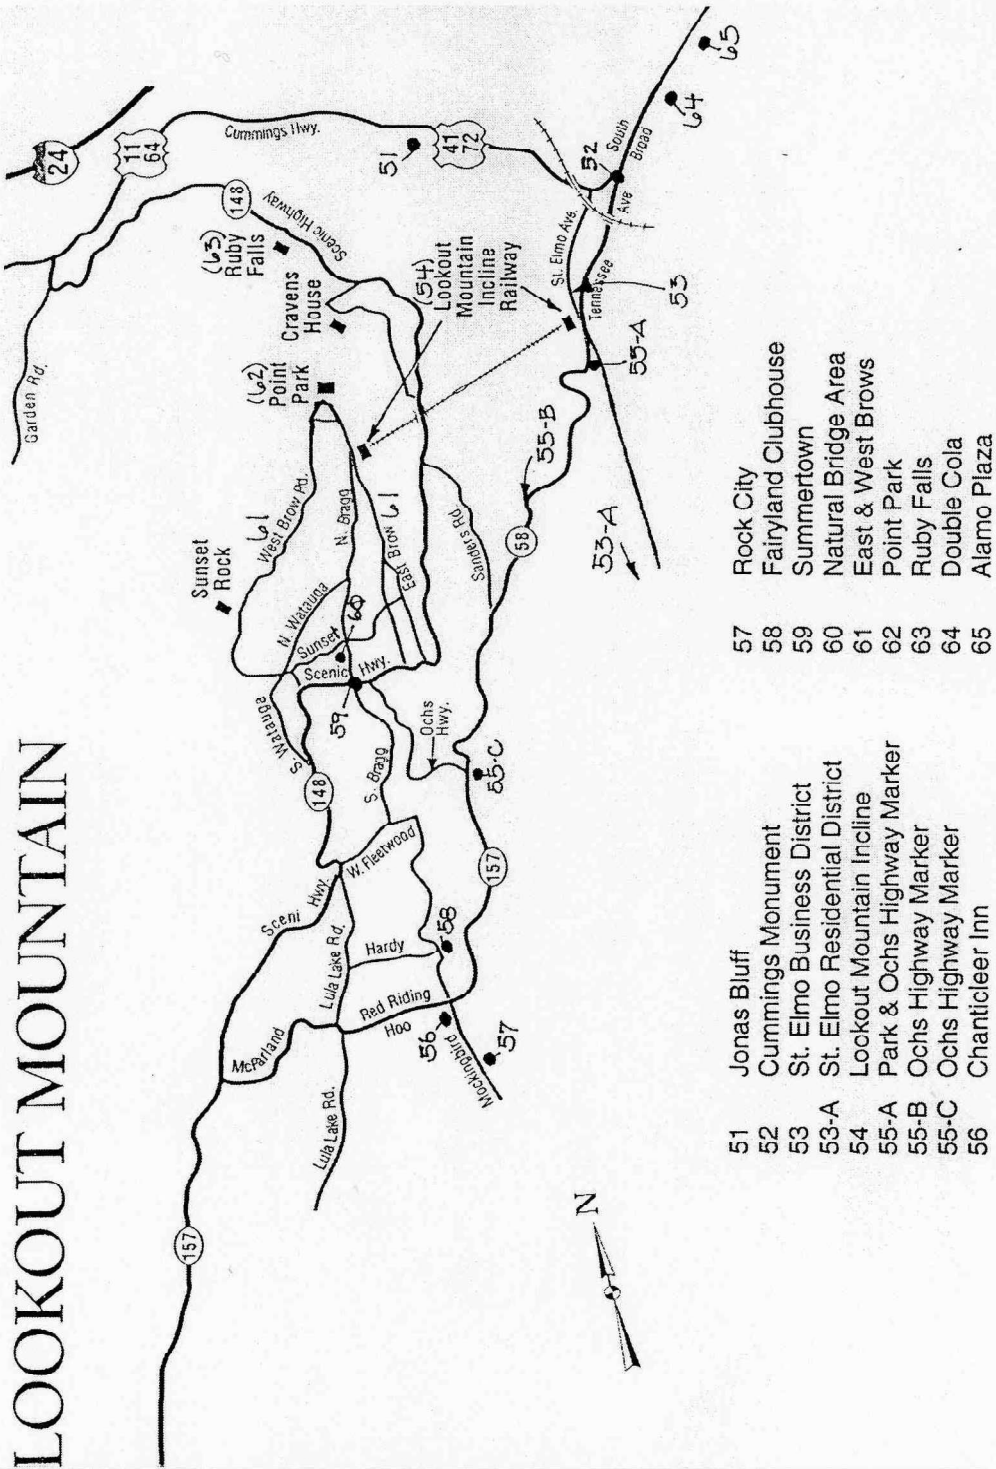 LOOKOUT MOUNTAIN
24
11
64
Cummings Hwy.
41
72
51
Garden Rd.
148
Scenic Highway
(63)
Ruby
Falls
Cravens
House
(62)
Point
Park
(54)
Lookout
Mountain
Incline
Railway
52
South
Broad
64
65
St. Elmo Ave.
Tennessee
Ave
53
55-A
55-B
53-A
58
Sunset
Rock
West Brow Rd.
61
N. Bragg
East Brow
61
N. Watauga
Sunset
60
Sanders Rd.
Scenic
Hwy.
59
S. Watauga
148
S. Bragg
Ochs
Hwy.
55-C
157
W. Fleetwood
Sceni
Hwy.
Lula Lake Rd.
Hardy
58
Red Riding
Hoo
McFarland
56
57
Mockingbird
Lula Lake Rd.
157
N
51 Jonas Bluff
52 Cummings Monument
53 St. Elmo Business District
53-A St. Elmo Residential District
54 Lockout Mountain Incline
55-A Park & Ochs Highway Marker
55-B Ochs Highway Marker
55-C Ochs Highway Marker
56 Chanticleer Inn
57 Rock City
58 Fairyland Clubhouse
59 Summertown
60 Natural Bridge Area
61 East & West Brows
62 Point Park
63 Ruby Falls
64 Double Cola
65 Alamo Plaza